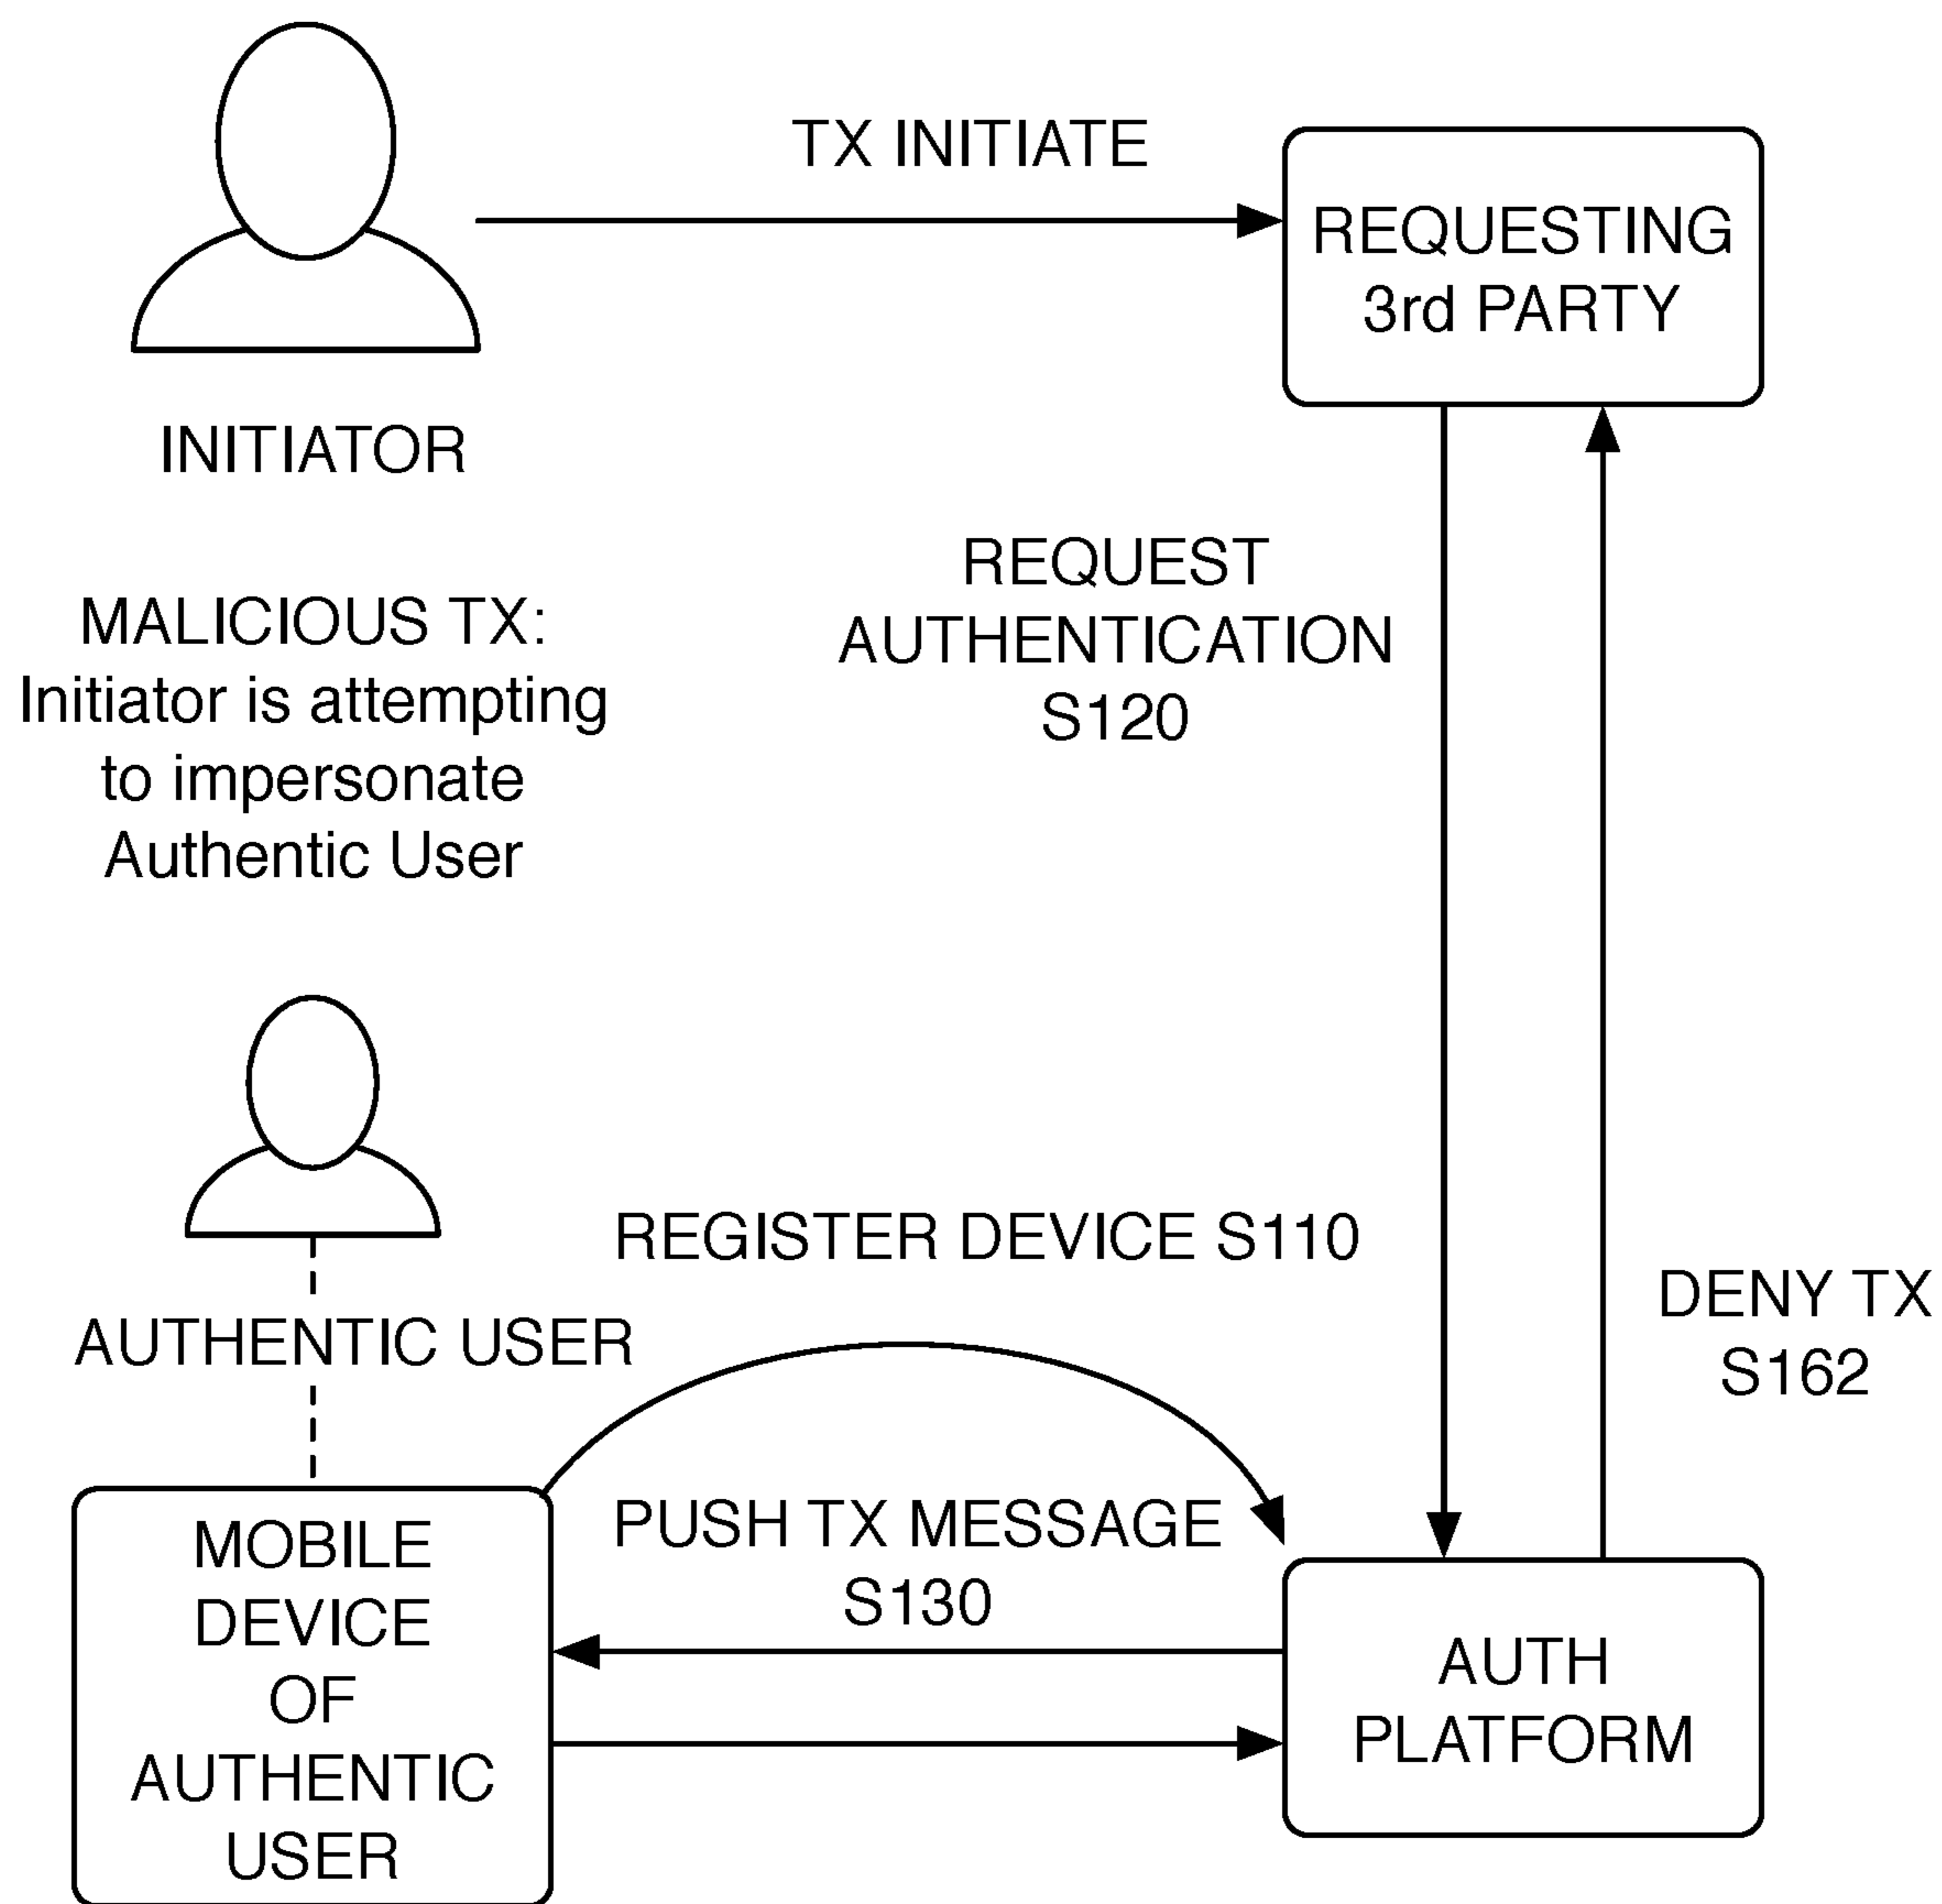 TX INITIATE
REQUESTING
3rd PARTY
INITIATOR
MALICIOUS TX:
Initiator is attempting
to impersonate
Authentic User
REQUEST
AUTHENTICATION
S120
REGISTER DEVICE S110
DENY TX
S162
AUTHENTIC USER
PUSH TX MESSAGE
S130
MOBILE
DEVICE
OF
AUTHENTIC
USER
AUTH
PLATFORM